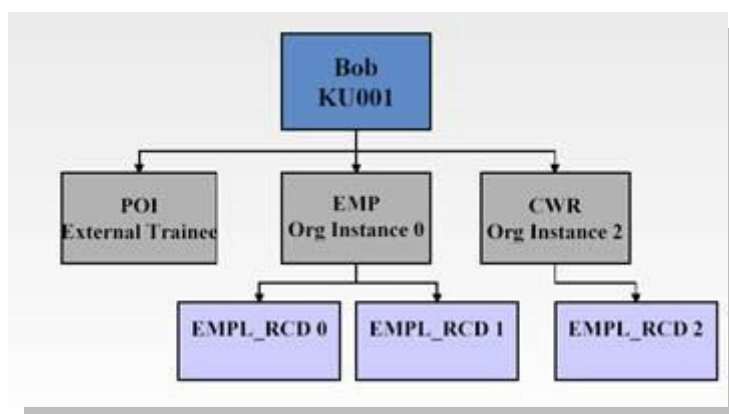 Bob
KU001
POI
External Trainee
EMP
Org Instance 0
CWR
Org Instance 2
EMPL_RCD 0
EMPL_RCD 1
EMPL_RCD 2